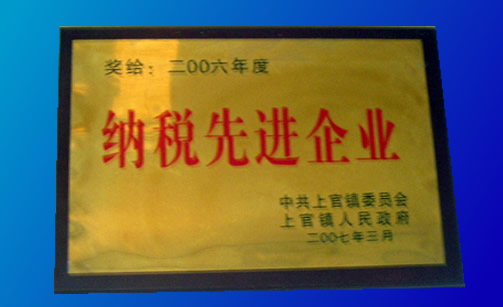 奖给：二00六年度
纳税先进企业
中共上官镇委员会
上官镇人民政府
二00七年三月